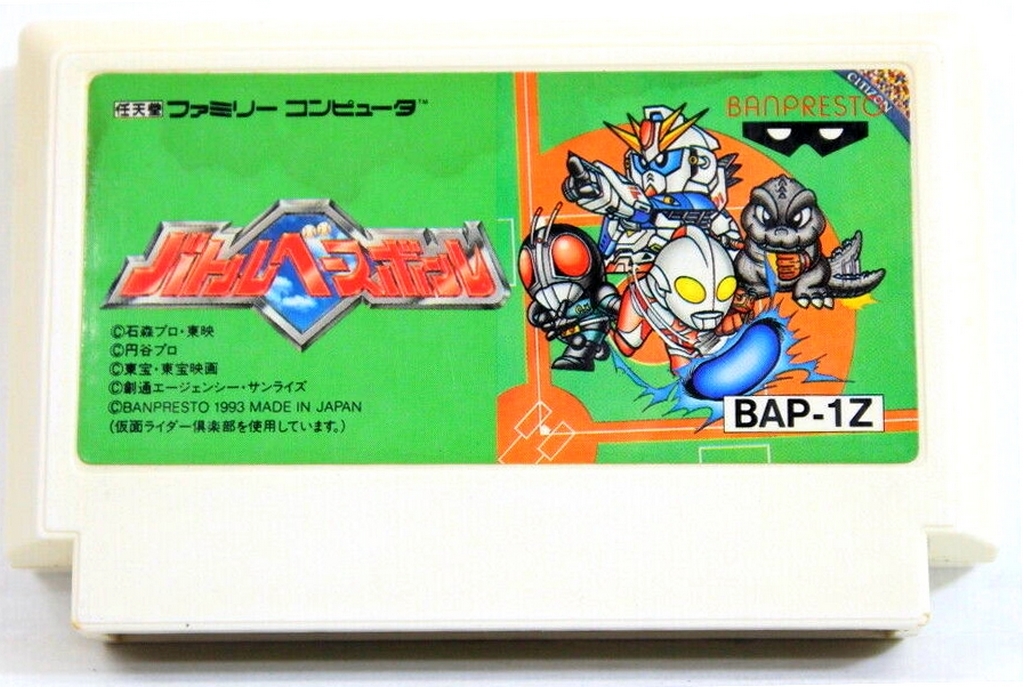 任天堂 ファミリー コンピュータ™
BANPRESTO
CITIZEN
バトルベースボール
©石森プロ・東映
©円谷プロ
©東宝・東宝映画
©創通エージェンシー・サンライズ
©BANPRESTO 1993 MADE IN JAPAN
(仮面ライダー倶楽部を使用しています。)
BAP-1Z